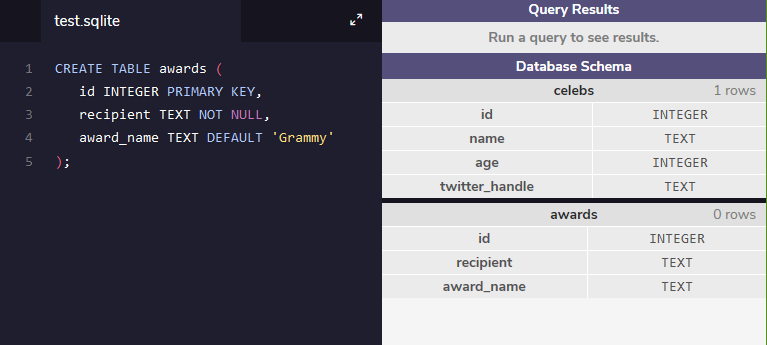 test.sqlite
1 CREATE TABLE awards (
2 id INTEGER PRIMARY KEY,
3 recipient TEXT NOT NULL,
4 award_name TEXT DEFAULT 'Grammy'
5 );
Query Results
Run a query to see results.
Database Schema
celebs 1 rows
id INTEGER
name TEXT
age INTEGER
twitter_handle TEXT
awards 0 rows
id INTEGER
recipient TEXT
award_name TEXT